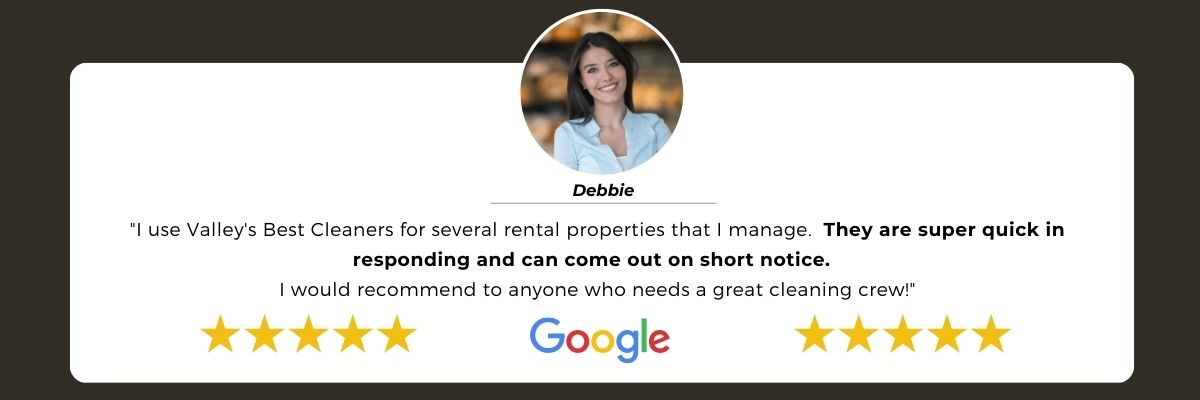 Debbie
"I use Valley's Best Cleaners for several rental properties that I manage.  They are super quick in
responding and can come out on short notice.
I would recommend to anyone who needs a great cleaning crew!"
Google